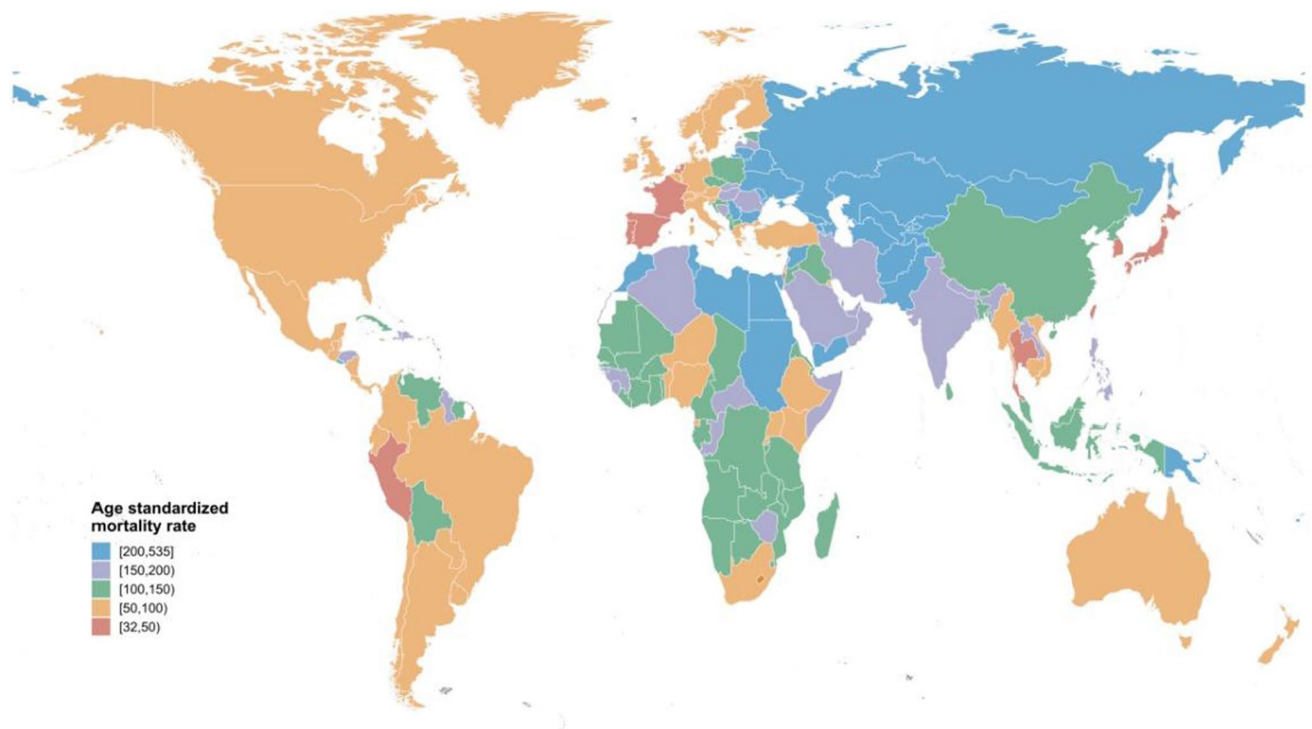 Age standardized
mortality rate
[200,535]
[150,200)
[100,150)
[50,100)
[32,50)